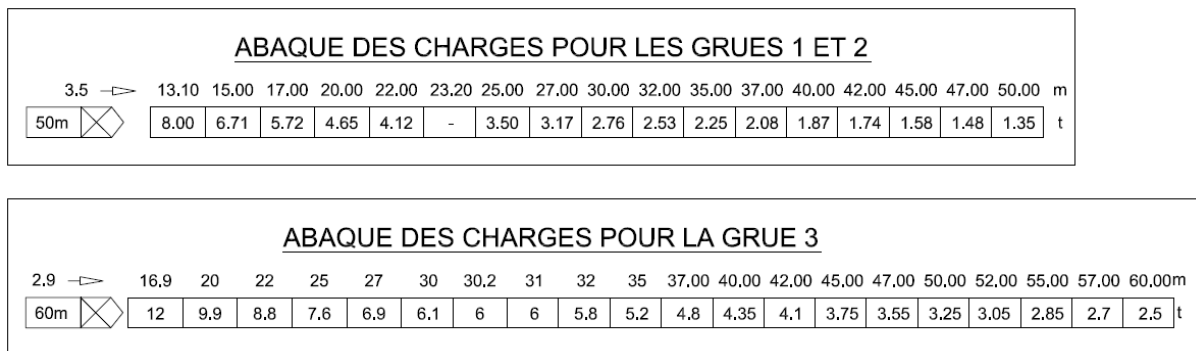 ABAQUE DES CHARGES POUR LES GRUES 1 ET 2
3.5 13.10 15.00 17.00 20.00 22.00 23.20 25.00 27.00 30.00 32.00 35.00 37.00 40.00 42.00 45.00 47.00 50.00 m
50m 8.00 6.71 5.72 4.65 4.12 - 3.50 3.17 2.76 2.53 2.25 2.08 1.87 1.74 1.58 1.48 1.35 t
ABAQUE DES CHARGES POUR LA GRUE 3
2.9 16.9 20 22 25 27 30 30.2 31 32 35 37.00 40.00 42.00 45.00 47.00 50.00 52.00 55.00 57.00 60.00m
60m 12 9.9 8.8 7.6 6.9 6.1 6 6 5.8 5.2 4.8 4.35 4.1 3.75 3.55 3.25 3.05 2.85 2.7 2.5 t